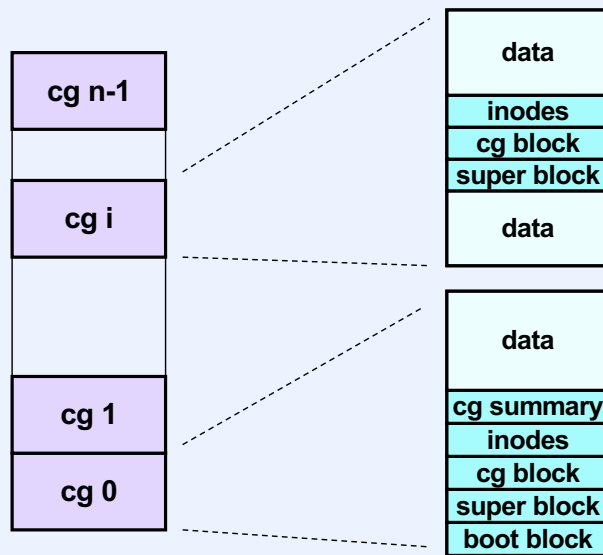 cg n-1
cg i
cg 1
cg 0
data
inodes
cg block
super block
data
data
cg summary
inodes
cg block
super block
boot block